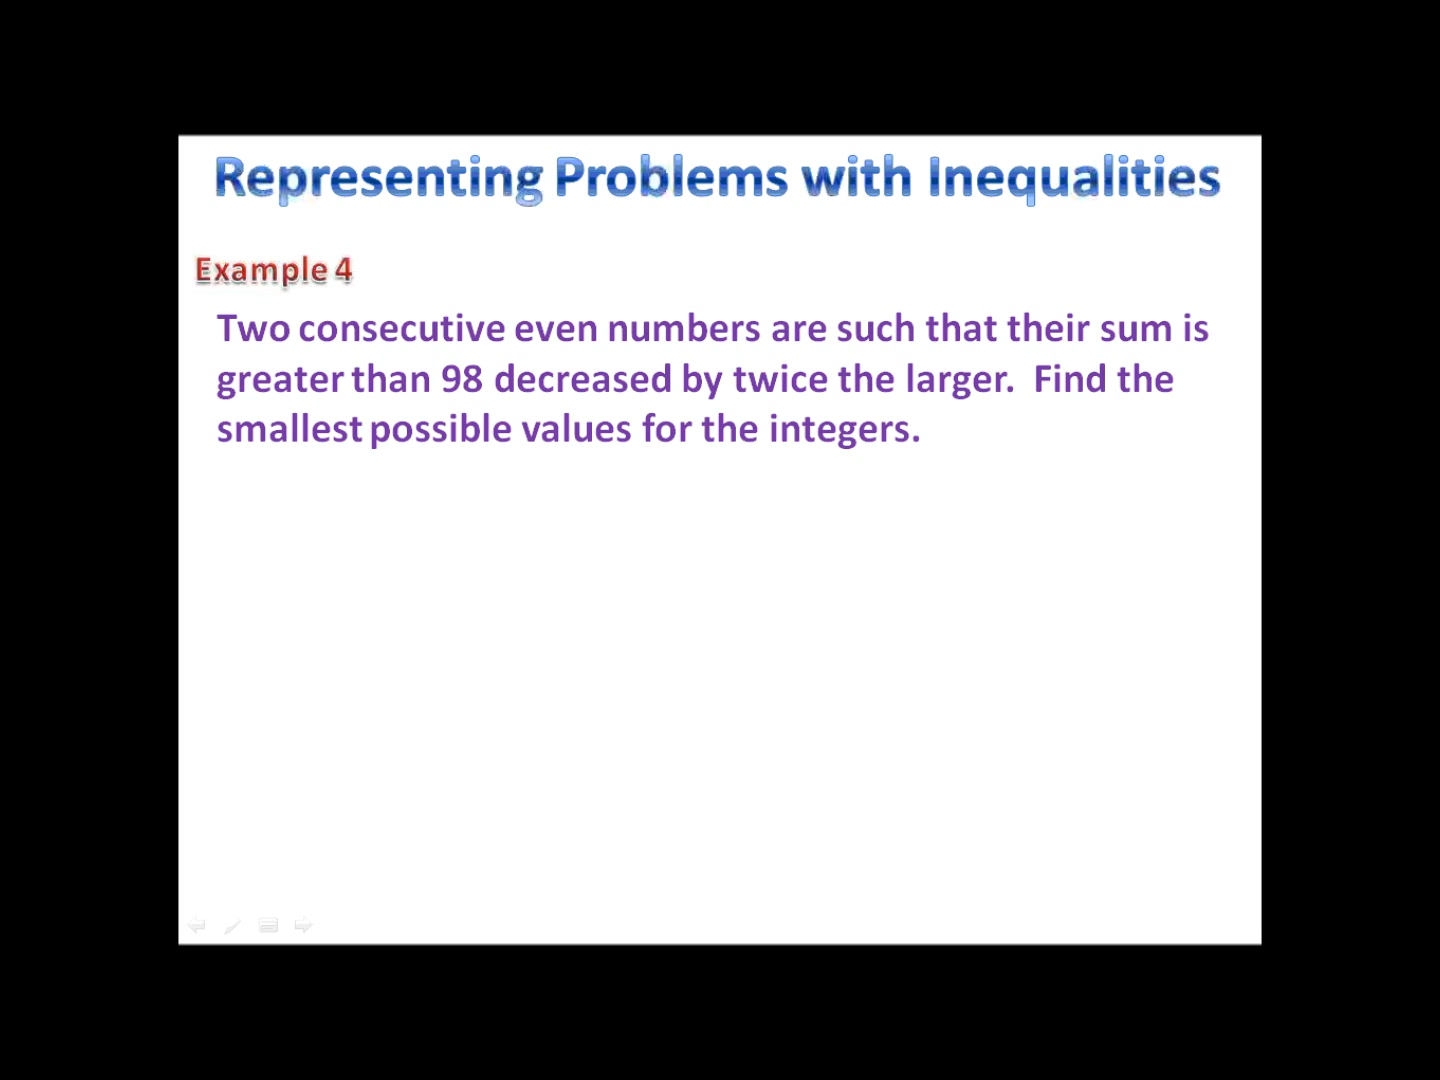 Representing Problems with Inequalities
Example 4
Two consecutive even numbers are such that their sum is
greater than 98 decreased by twice the larger.  Find the
smallest possible values for the integers.